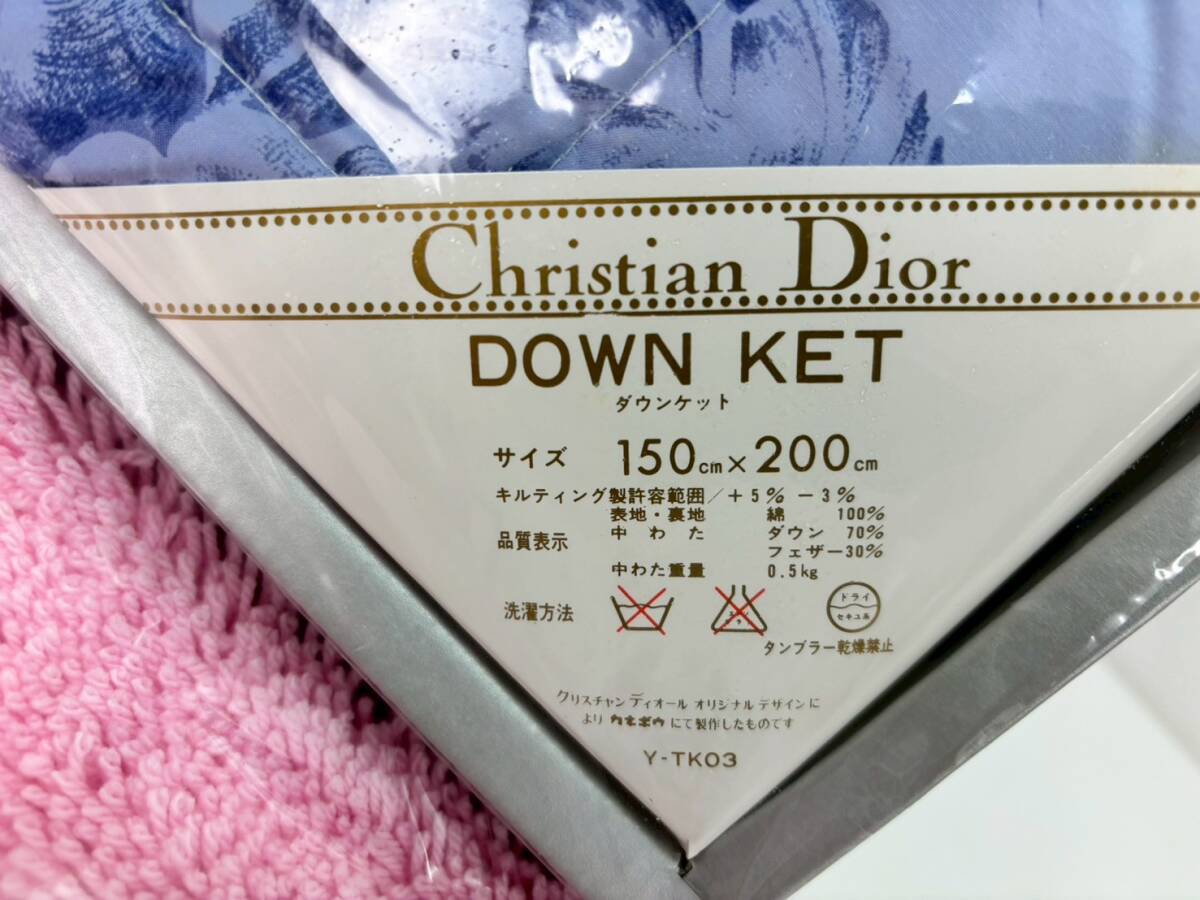 Christian Dior
DOWN KET
ダウンケット
サイズ 150cm×200cm
キルティング製許容範囲/+5% -3%
表地・裏地 綿 100%
品質表示 中わた ダウン 70%
フェザー30%
中わた重量 0.5kg
洗濯方法 ドライ
セキユ系
タンブラー乾燥禁止
クリスチャン ディオール オリジナル デザインに
より カネボウ にて製作したものです
Y-TK03